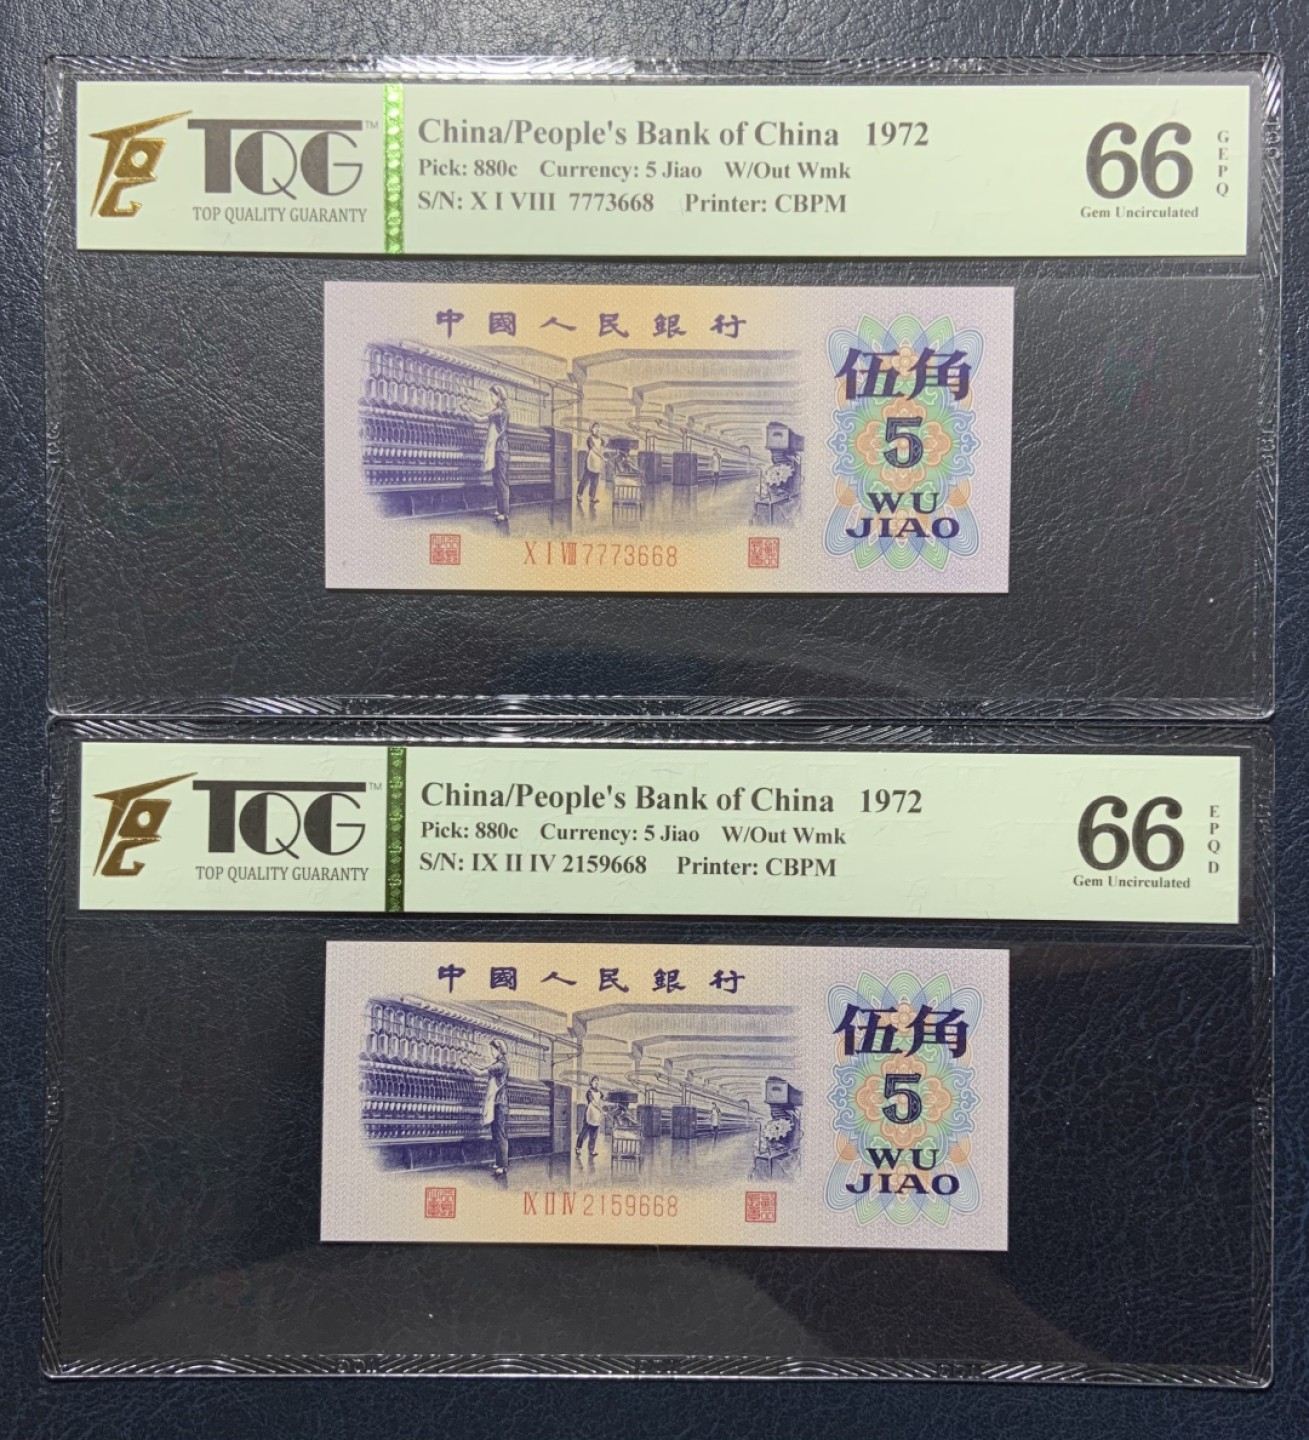 TQG™
TOP QUALITY GUARANTY
China/People's Bank of China 1972
Pick: 880c Currency: 5 Jiao W/Out Wmk
S/N: X I VIII 7773668 Printer: CBPM
66
Gem Uncirculated
GEPQ
中國人民銀行
伍角
5
WU
JIAO
X I VIII 7773668
TQG™
TOP QUALITY GUARANTY
China/People's Bank of China 1972
Pick: 880c Currency: 5 Jiao W/Out Wmk
S/N: IX II IV 2159668 Printer: CBPM
66
Gem Uncirculated
EPQD
中國人民銀行
伍角
5
WU
JIAO
IX II IV 2159668